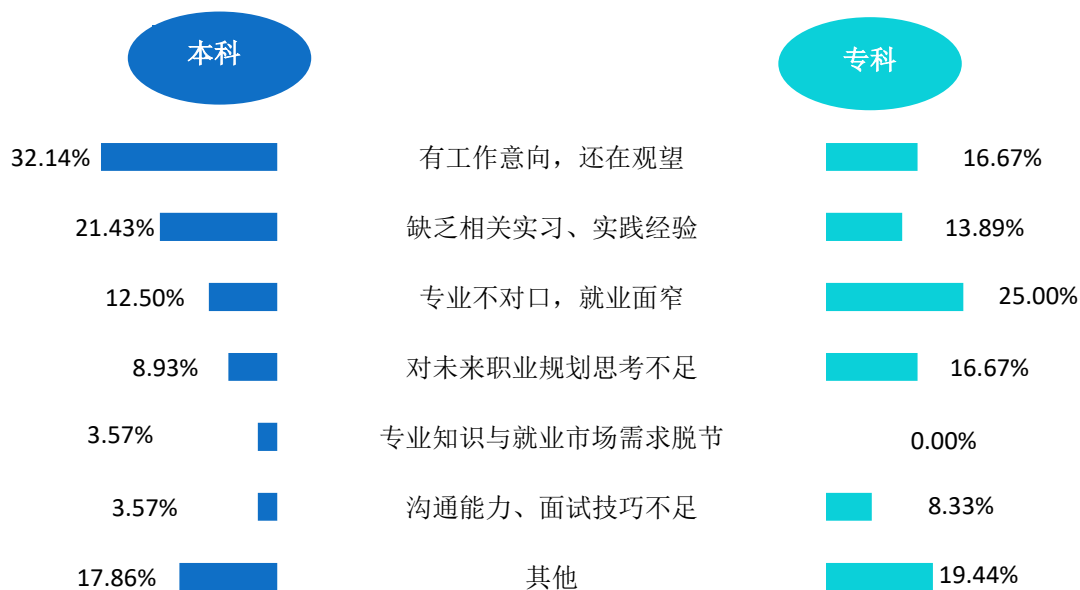 本科 专科
32.14% 有工作意向，还在观望 16.67%
21.43% 缺乏相关实习、实践经验 13.89%
12.50% 专业不对口，就业面窄 25.00%
8.93% 对未来职业规划思考不足 16.67%
3.57% 专业知识与就业市场需求脱节 0.00%
3.57% 沟通能力、面试技巧不足 8.33%
17.86% 其他 19.44%